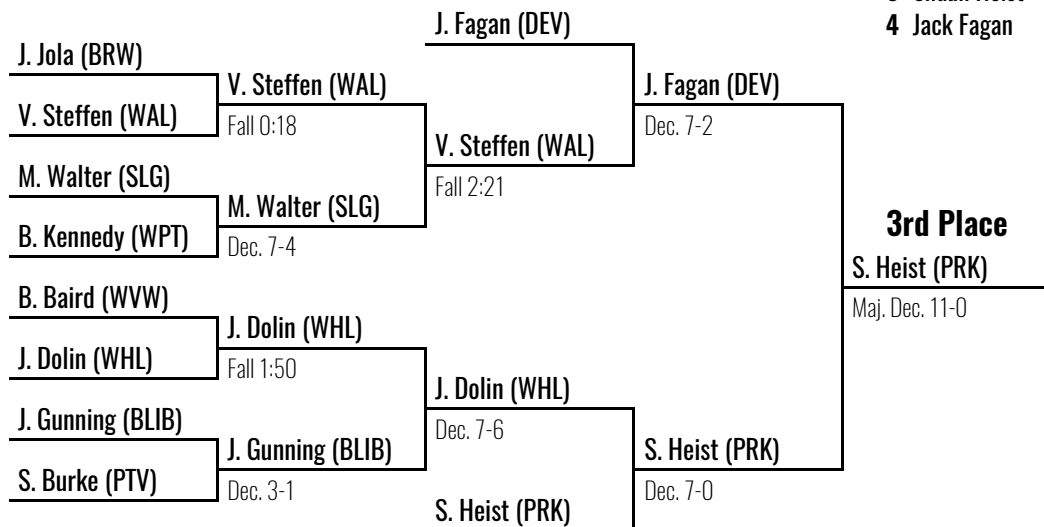 4 Jack Fagan
J. Fagan (DEV)
J. Jola (BRW)
V. Steffen (WAL)
J. Fagan (DEV)
V. Steffen (WAL)
Fall 0:18
Dec. 7-2
V. Steffen (WAL)
M. Walter (SLG)
Fall 2:21
M. Walter (SLG)
B. Kennedy (WPT)
Dec. 7-4
3rd Place
S. Heist (PRK)
Maj. Dec. 11-0
B. Baird (WVW)
J. Dolin (WHL)
J. Dolin (WHL)
Fall 1:50
J. Dolin (WHL)
J. Gunning (BLIB)
Dec. 7-6
J. Gunning (BLIB)
S. Heist (PRK)
S. Burke (PTV)
Dec. 3-1
Dec. 7-0
S. Heist (PRK)